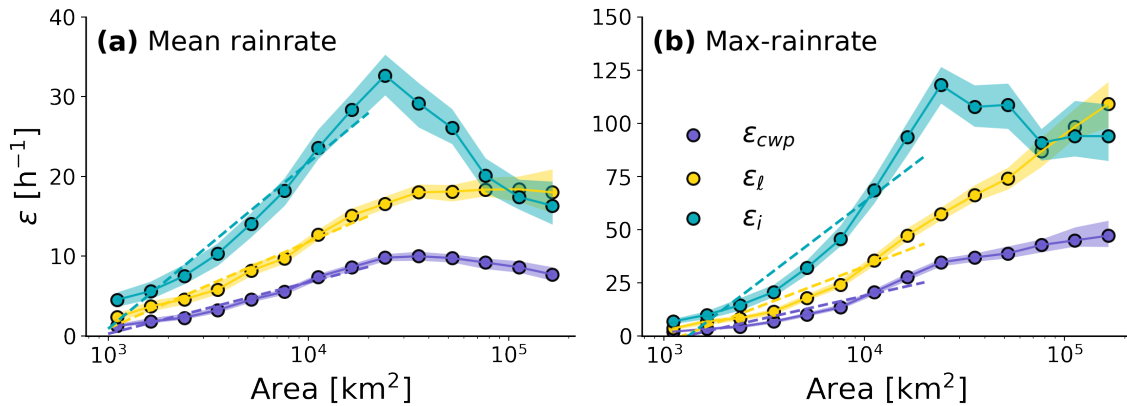 (a) Mean rainrate
40
30
20
10
0
ε [h⁻¹]
10³ 10⁴ 10⁵
Area [km²]
(b) Max-rainrate
150
125
100
75
50
25
0
ε_cwp
ε_ℓ
ε_i
10³ 10⁴ 10⁵
Area [km²]